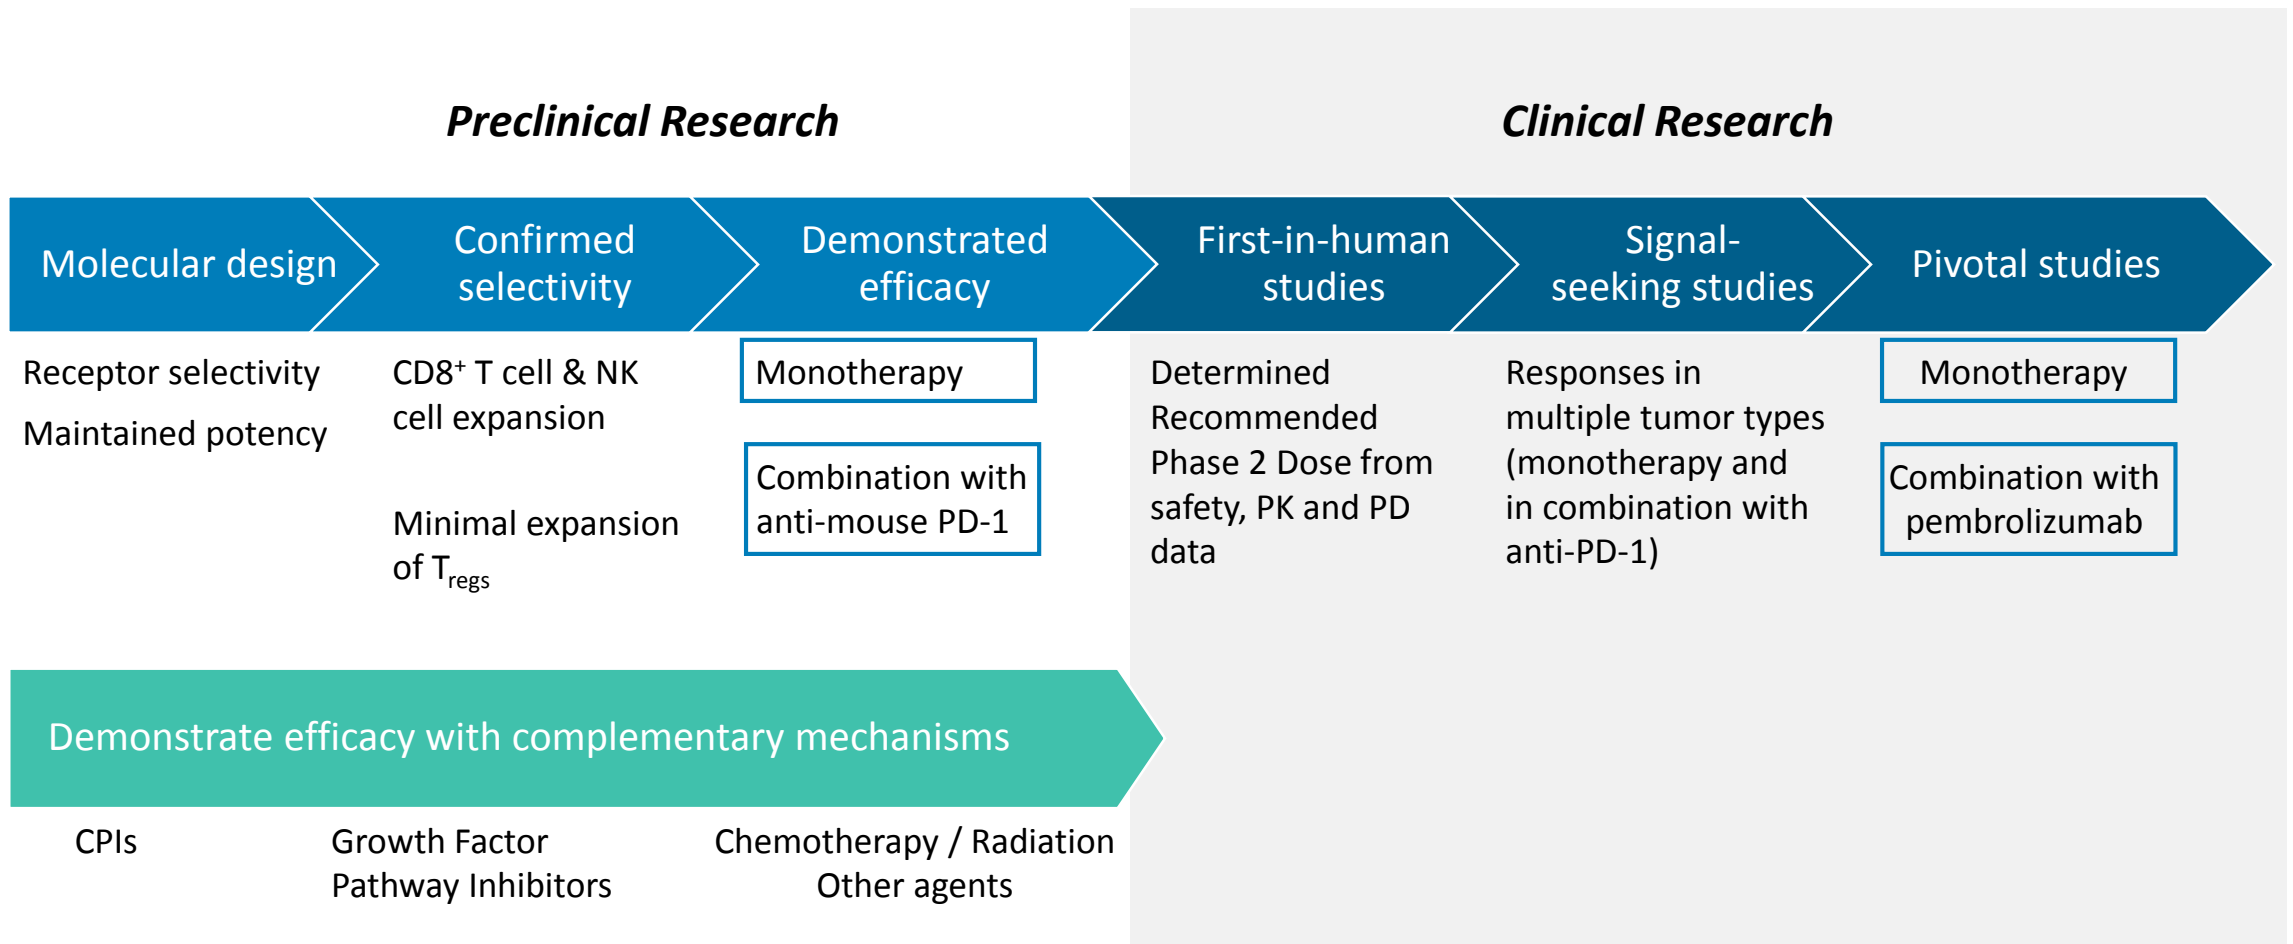 Preclinical Research
Clinical Research
Molecular design
Confirmed
selectivity
Demonstrated
efficacy
First-in-human
studies
Signal-
seeking studies
Pivotal studies
Receptor selectivity
Maintained potency
CD8⁺ T cell & NK
cell expansion
Minimal expansion
of Tregs
Monotherapy
Combination with
anti-mouse PD-1
Determined
Recommended
Phase 2 Dose from
safety, PK and PD
data
Responses in
multiple tumor types
(monotherapy and
in combination with
anti-PD-1)
Monotherapy
Combination with
pembrolizumab
Demonstrate efficacy with complementary mechanisms
CPIs
Growth Factor
Pathway Inhibitors
Chemotherapy / Radiation
Other agents